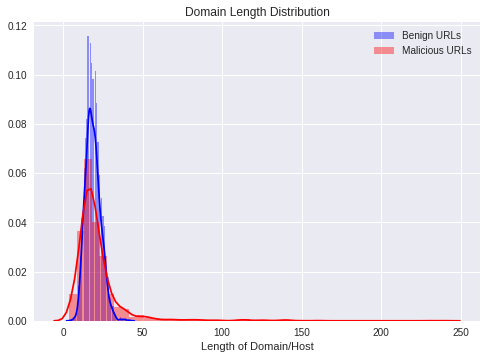 Domain Length Distribution
0.12
0.10
0.08
0.06
0.04
0.02
0.00
Benign URLs
Malicious URLs
0 50 100 150 200 250
Length of Domain/Host